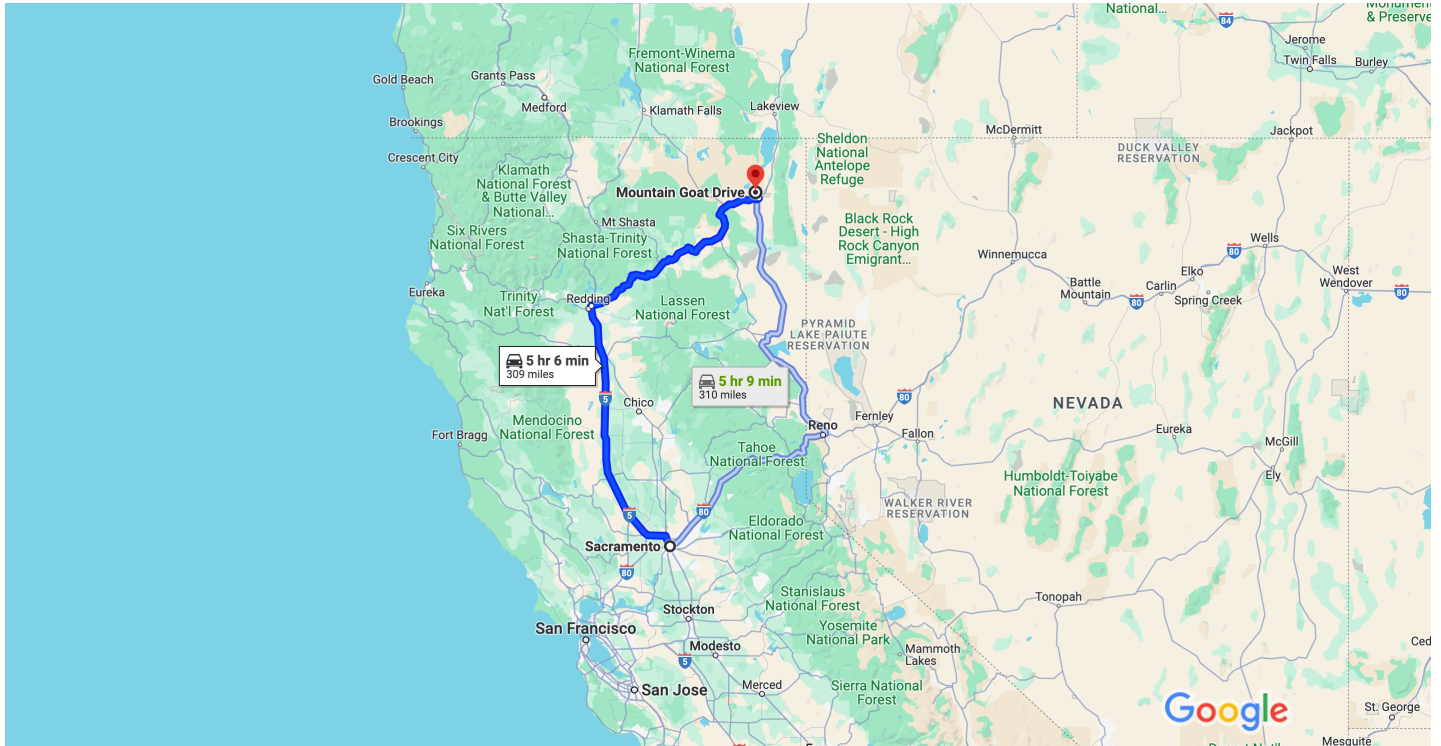 National...
84
Monument
& Preserve
Jerome
Twin Falls
Burley
Fremont-Winema
National Forest
Gold Beach
Grants Pass
Medford
Klamath Falls
Lakeview
Brookings
McDermitt
Jackpot
Crescent City
Sheldon
National
Antelope
Refuge
DUCK VALLEY
RESERVATION
Klamath
National Forest
& Butte Valley
National...
Mountain Goat Drive
Mt Shasta
Six Rivers
National Forest
Shasta-Trinity
National Forest
Black Rock
Desert - High
Rock Canyon
Emigrant...
Wells
80
Winnemucca
Elko
Carlin
Spring Creek
Battle
Mountain
80
West
Wendover
80
Eureka
Trinity
Nat'l Forest
Redding
Lassen
National Forest
PYRAMID
LAKE PAIUTE
RESERVATION
5 hr 6 min
309 miles
5 hr 9 min
310 miles
5
Chico
80
NEVADA
Mendocino
National Forest
Fort Bragg
Reno
Fernley
Fallon
Eureka
McGill
Ely
Tahoe
National Forest
Humboldt-Toiyabe
National Forest
WALKER RIVER
RESERVATION
5
80
Eldorado
National Forest
Sacramento
80
Stanislaus
National Forest
Tonopah
Stockton
San Francisco
Yosemite
National Park
Modesto
5
Mammoth
Lakes
Merced
San Jose
Sierra National
Forest
Google
St. George
Mesquite